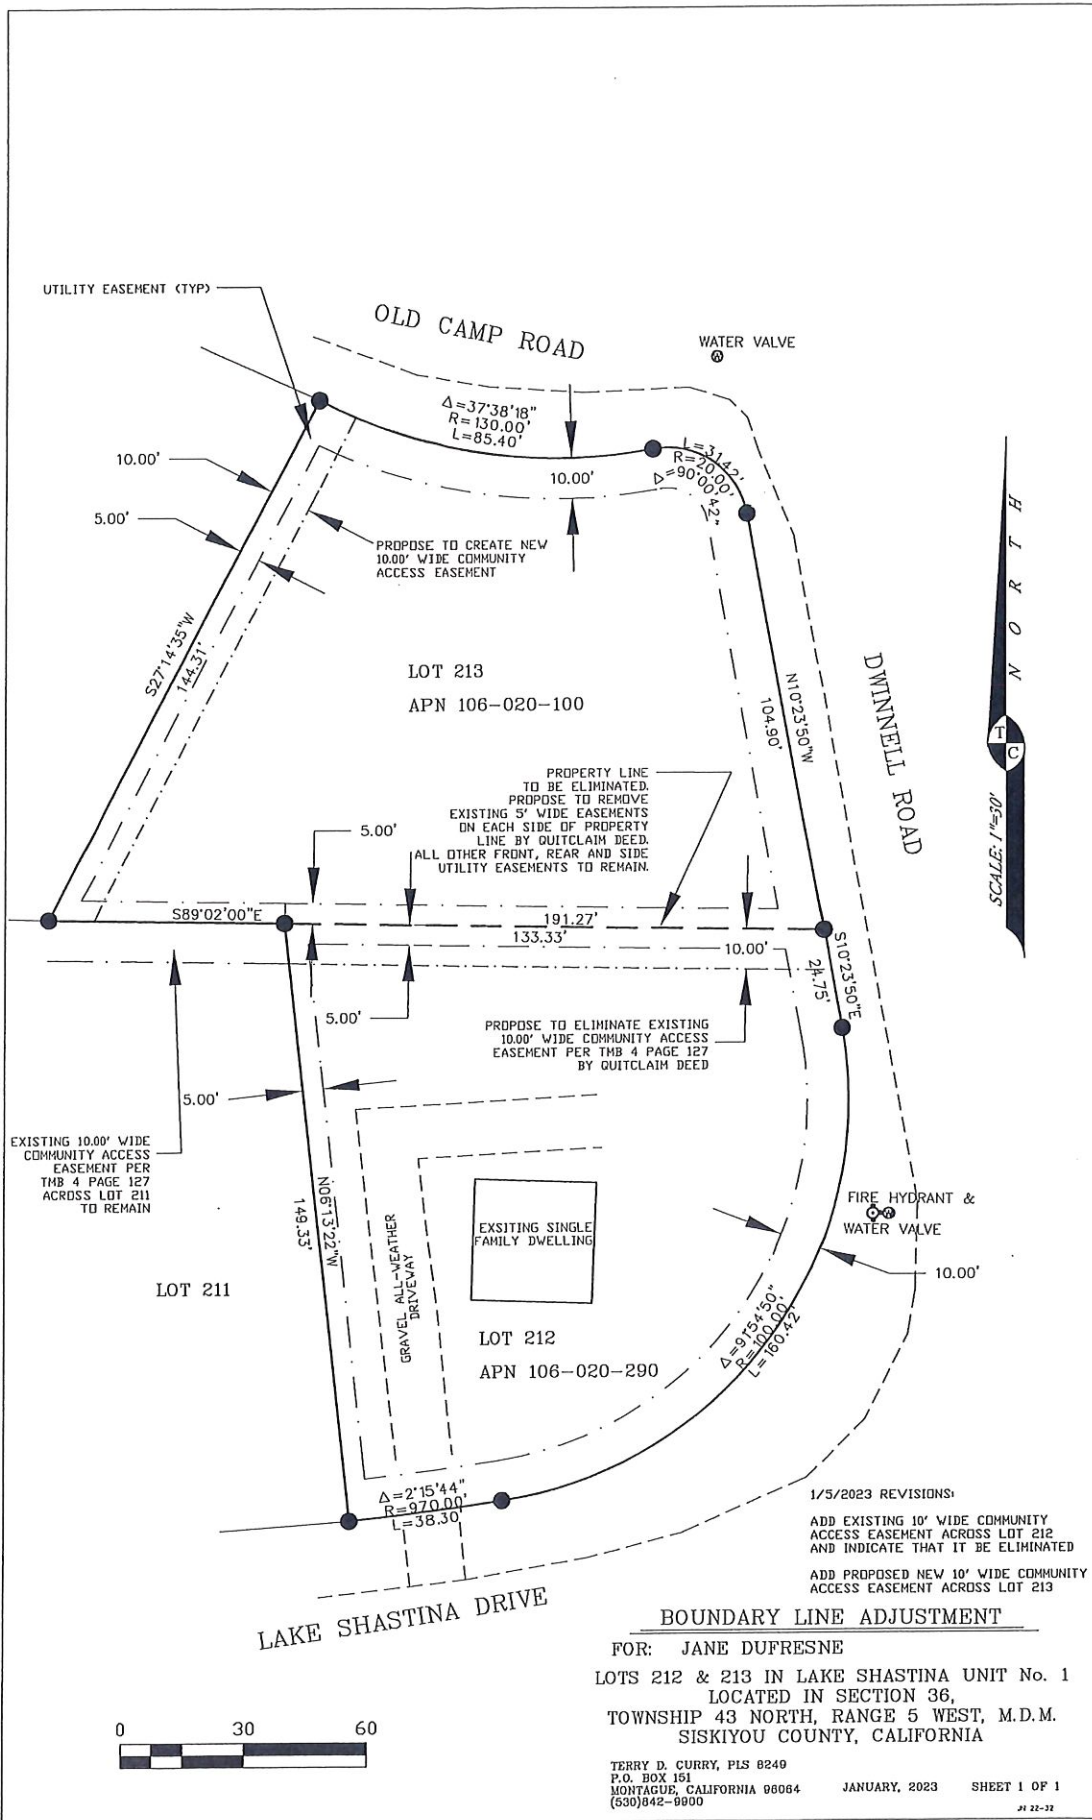 UTILITY EASEMENT (TYP)
OLD CAMP ROAD
WATER VALVE
W
Δ=37°38'18"
R=130.00'
L=85.40'
L=31.42'
R=20.00'
Δ=90°00'42"
10.00'
10.00'
5.00'
PROPOSE TO CREATE NEW
10.00' WIDE COMMUNITY
ACCESS EASEMENT
NORTH
T
C
SCALE: 1"=30'
S27°14'35"W
144.31'
LOT 213
APN 106-020-100
N10°23'50"W
104.90'
DWINNELL ROAD
PROPERTY LINE
TO BE ELIMINATED.
PROPOSE TO REMOVE
EXISTING 5' WIDE EASEMENTS
ON EACH SIDE OF PROPERTY
LINE BY QUITCLAIM DEED.
ALL OTHER FRONT, REAR AND SIDE
UTILITY EASEMENTS TO REMAIN.
5.00'
S89°02'00"E
191.27'
133.33'
10.00'
S10°23'50"E
24.75'
5.00'
PROPOSE TO ELIMINATE EXISTING
10.00' WIDE COMMUNITY ACCESS
EASEMENT PER TMB 4 PAGE 127
BY QUITCLAIM DEED
5.00'
EXISTING 10.00' WIDE
COMMUNITY ACCESS
EASEMENT PER
TMB 4 PAGE 127
ACROSS LOT 211
TO REMAIN
N06°13'22"W
149.33'
FIRE HYDRANT &
W
WATER VALVE
EXSITING SINGLE
FAMILY DWELLING
GRAVEL ALL-WEATHER
DRIVEWAY
10.00'
LOT 211
LOT 212
APN 106-020-290
Δ=91°54'50"
R=100.00'
L=160.42'
Δ=2°15'44"
R=970.00'
L=38.30'
LAKE SHASTINA DRIVE
1/5/2023 REVISIONS:
ADD EXISTING 10' WIDE COMMUNITY
ACCESS EASEMENT ACROSS LOT 212
AND INDICATE THAT IT BE ELIMINATED
ADD PROPOSED NEW 10' WIDE COMMUNITY
ACCESS EASEMENT ACROSS LOT 213
BOUNDARY LINE ADJUSTMENT
FOR: JANE DUFRESNE
LOTS 212 & 213 IN LAKE SHASTINA UNIT No. 1
LOCATED IN SECTION 36,
TOWNSHIP 43 NORTH, RANGE 5 WEST, M.D.M.
SISKIYOU COUNTY, CALIFORNIA
0 30 60
TERRY D. CURRY, PLS 8249
P.O. BOX 151
MONTAGUE, CALIFORNIA 96064 JANUARY, 2023 SHEET 1 OF 1
(530)842-9900
22-32